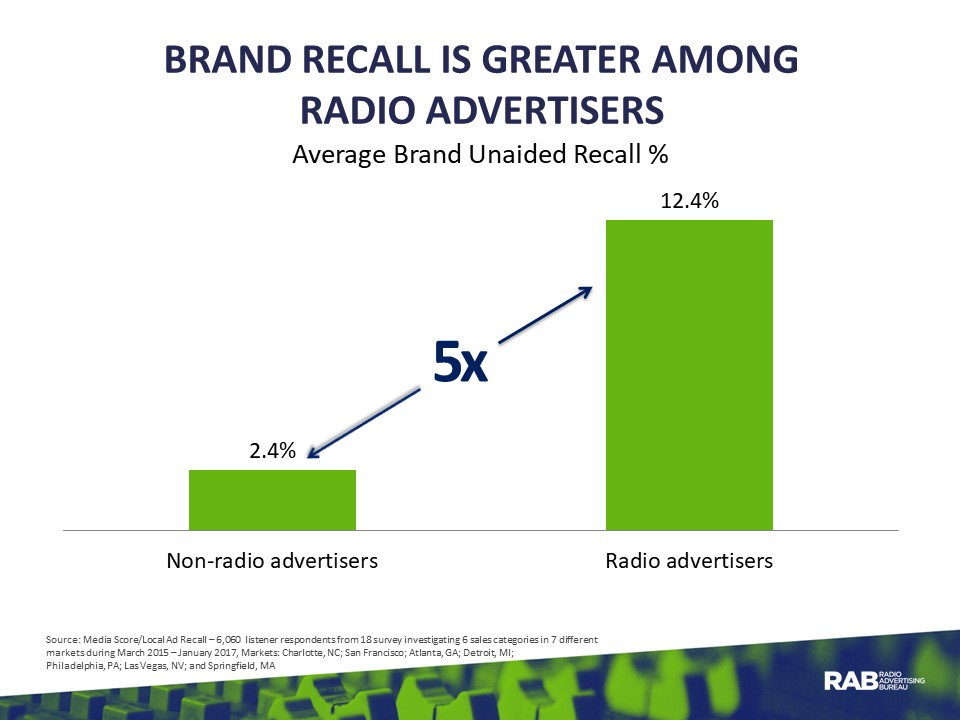 BRAND RECALL IS GREATER AMONG
RADIO ADVERTISERS
Average Brand Unaided Recall %
12.4%
5x
2.4%
Non-radio advertisers
Radio advertisers
Source: Media Score/Local Ad Recall – 6,060 listener respondents from 18 survey investigating 6 sales categories in 7 different
markets during March 2015 – January 2017, Markets: Charlotte, NC; San Francisco; Atlanta, GA; Detroit, MI;
Philadelphia, PA; Las Vegas, NV; and Springfield, MA
RAB RADIO
ADVERTISING
BUREAU